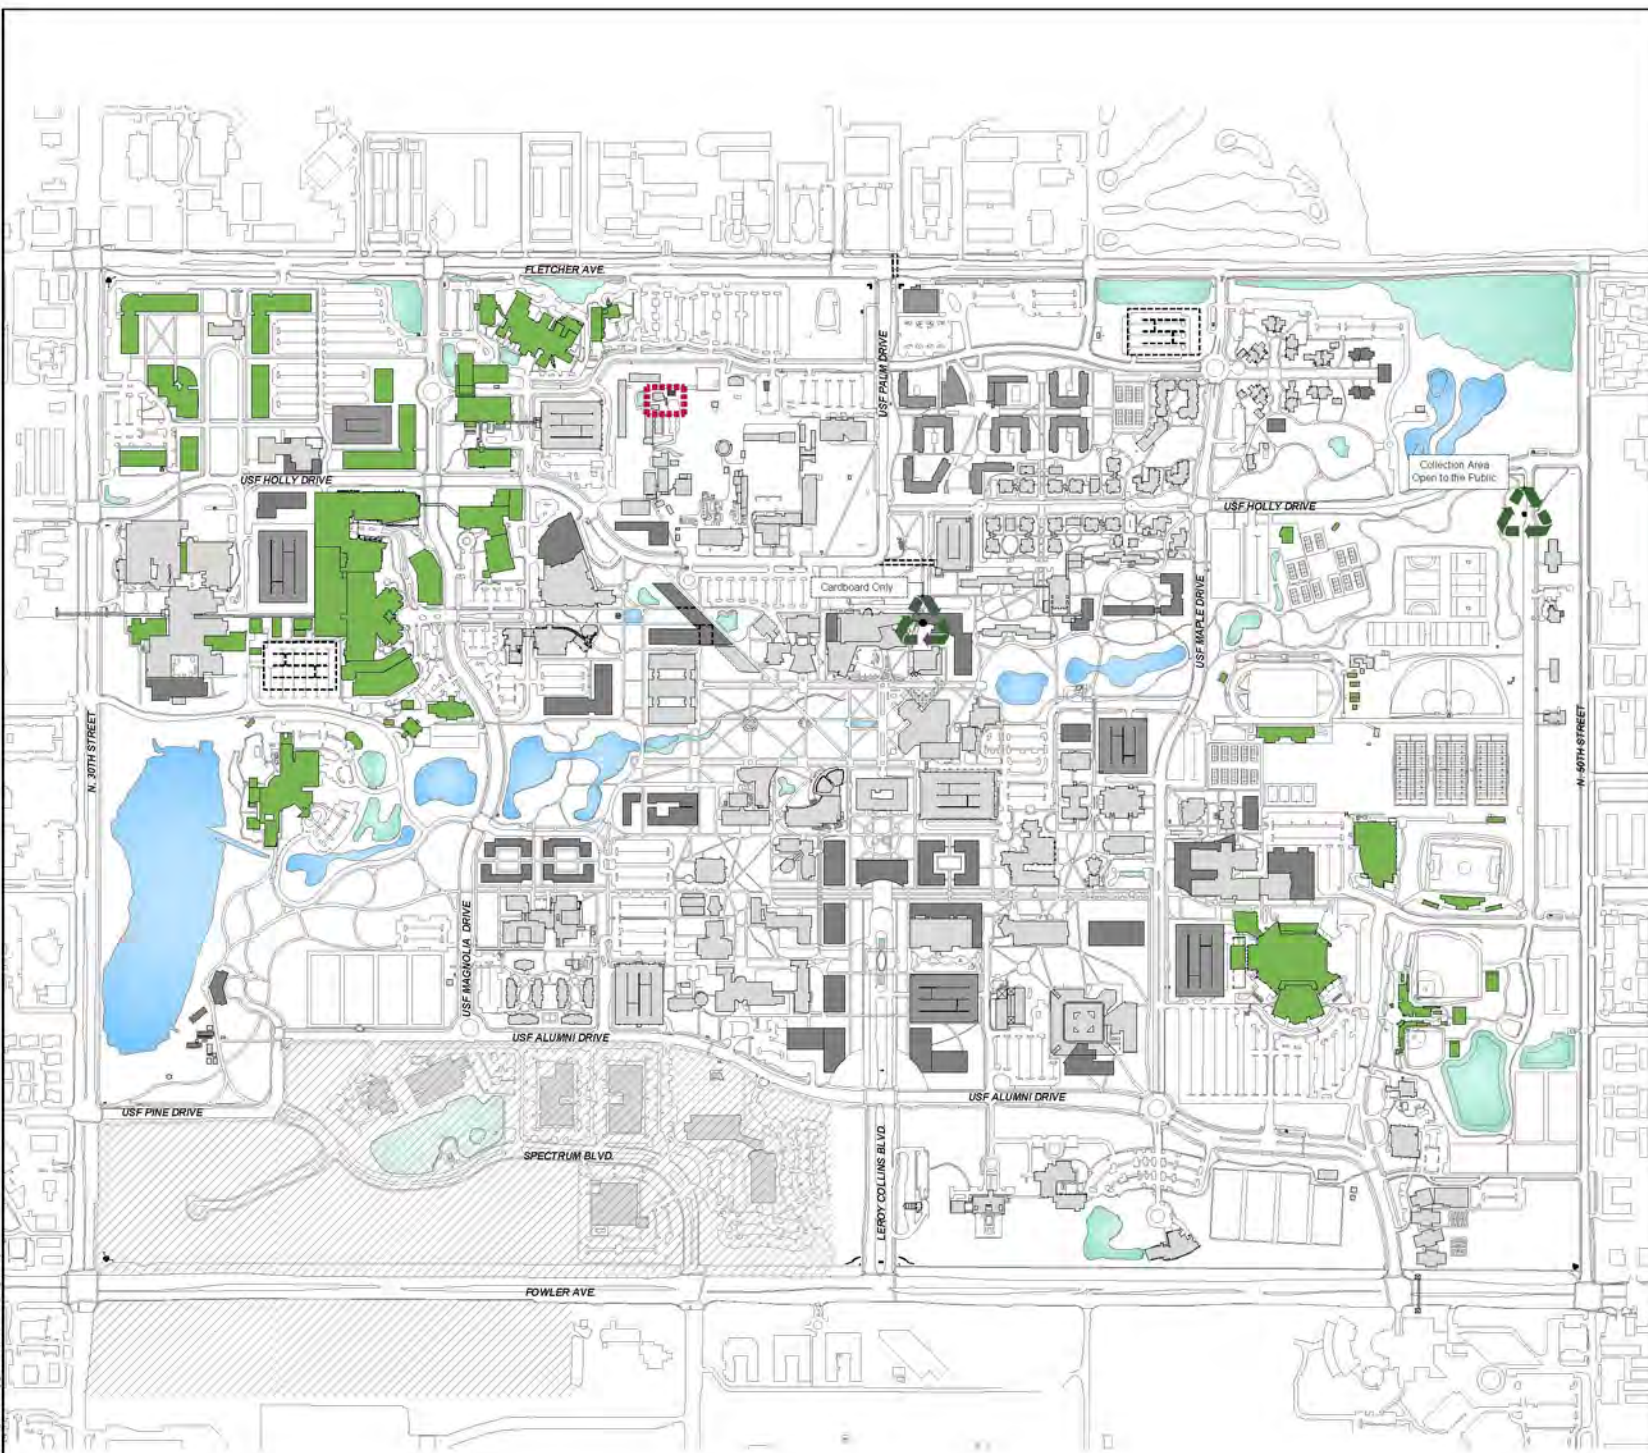 FLETCHER AVE.
USF PALM DRIVE
Collection Area
Open to the Public
USF HOLLY DRIVE
USF HOLLY DRIVE
Cardboard Only
USF MAPLE DRIVE
N. 30TH STREET
N. 50TH STREET
USF MAGNOLIA DRIVE
USF ALUMNI DRIVE
USF ALUMNI DRIVE
USF PINE DRIVE
SPECTRUM BLVD.
LEROY COLLINS BLVD.
FOWLER AVE.